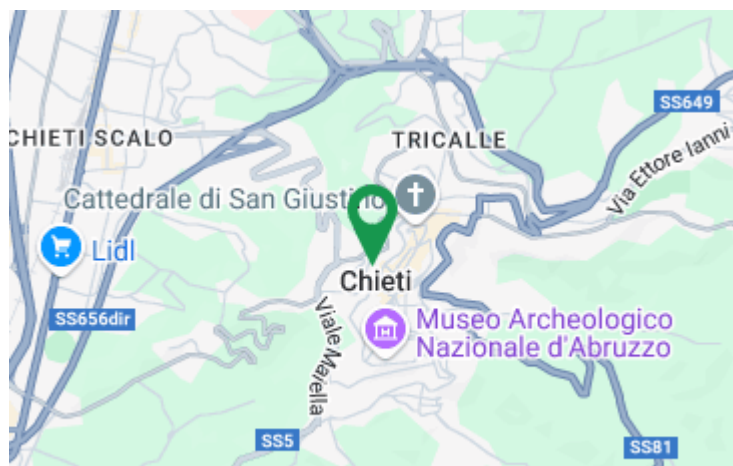 SS649
CHIETI SCALO
TRICALLE
Via Ettore Ianni
Cattedrale di San Giustino
Lidl
Chieti
SS656dir
Viale Maiella
Museo Archeologico
Nazionale d'Abruzzo
SS5
SS81